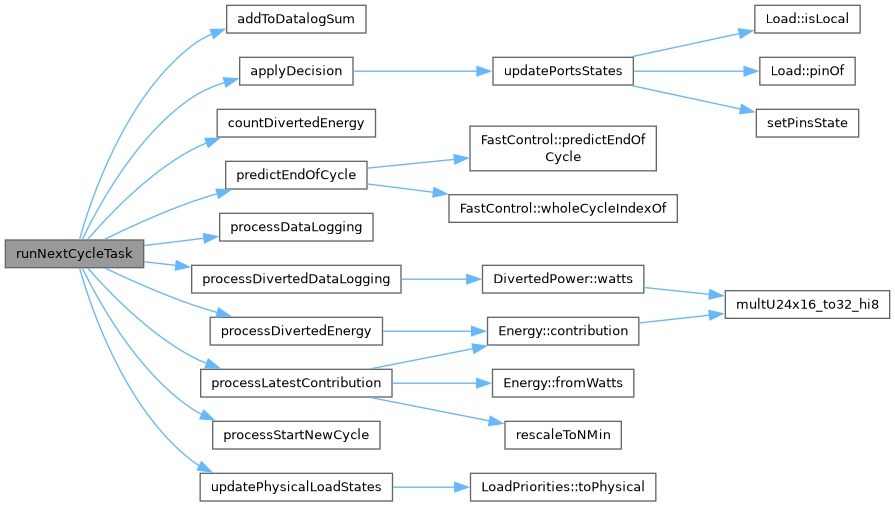 runNextCycleTask
addToDatalogSum
applyDecision
countDivertedEnergy
predictEndOfCycle
processDataLogging
processDivertedDataLogging
processDivertedEnergy
processLatestContribution
processStartNewCycle
updatePhysicalLoadStates
updatePortsStates
FastControl::predictEndOf
Cycle
FastControl::wholeCycleIndexOf
DivertedPower::watts
Energy::contribution
Energy::fromWatts
rescaleToNMin
LoadPriorities::toPhysical
Load::isLocal
Load::pinOf
setPinsState
multU24x16_to32_hi8